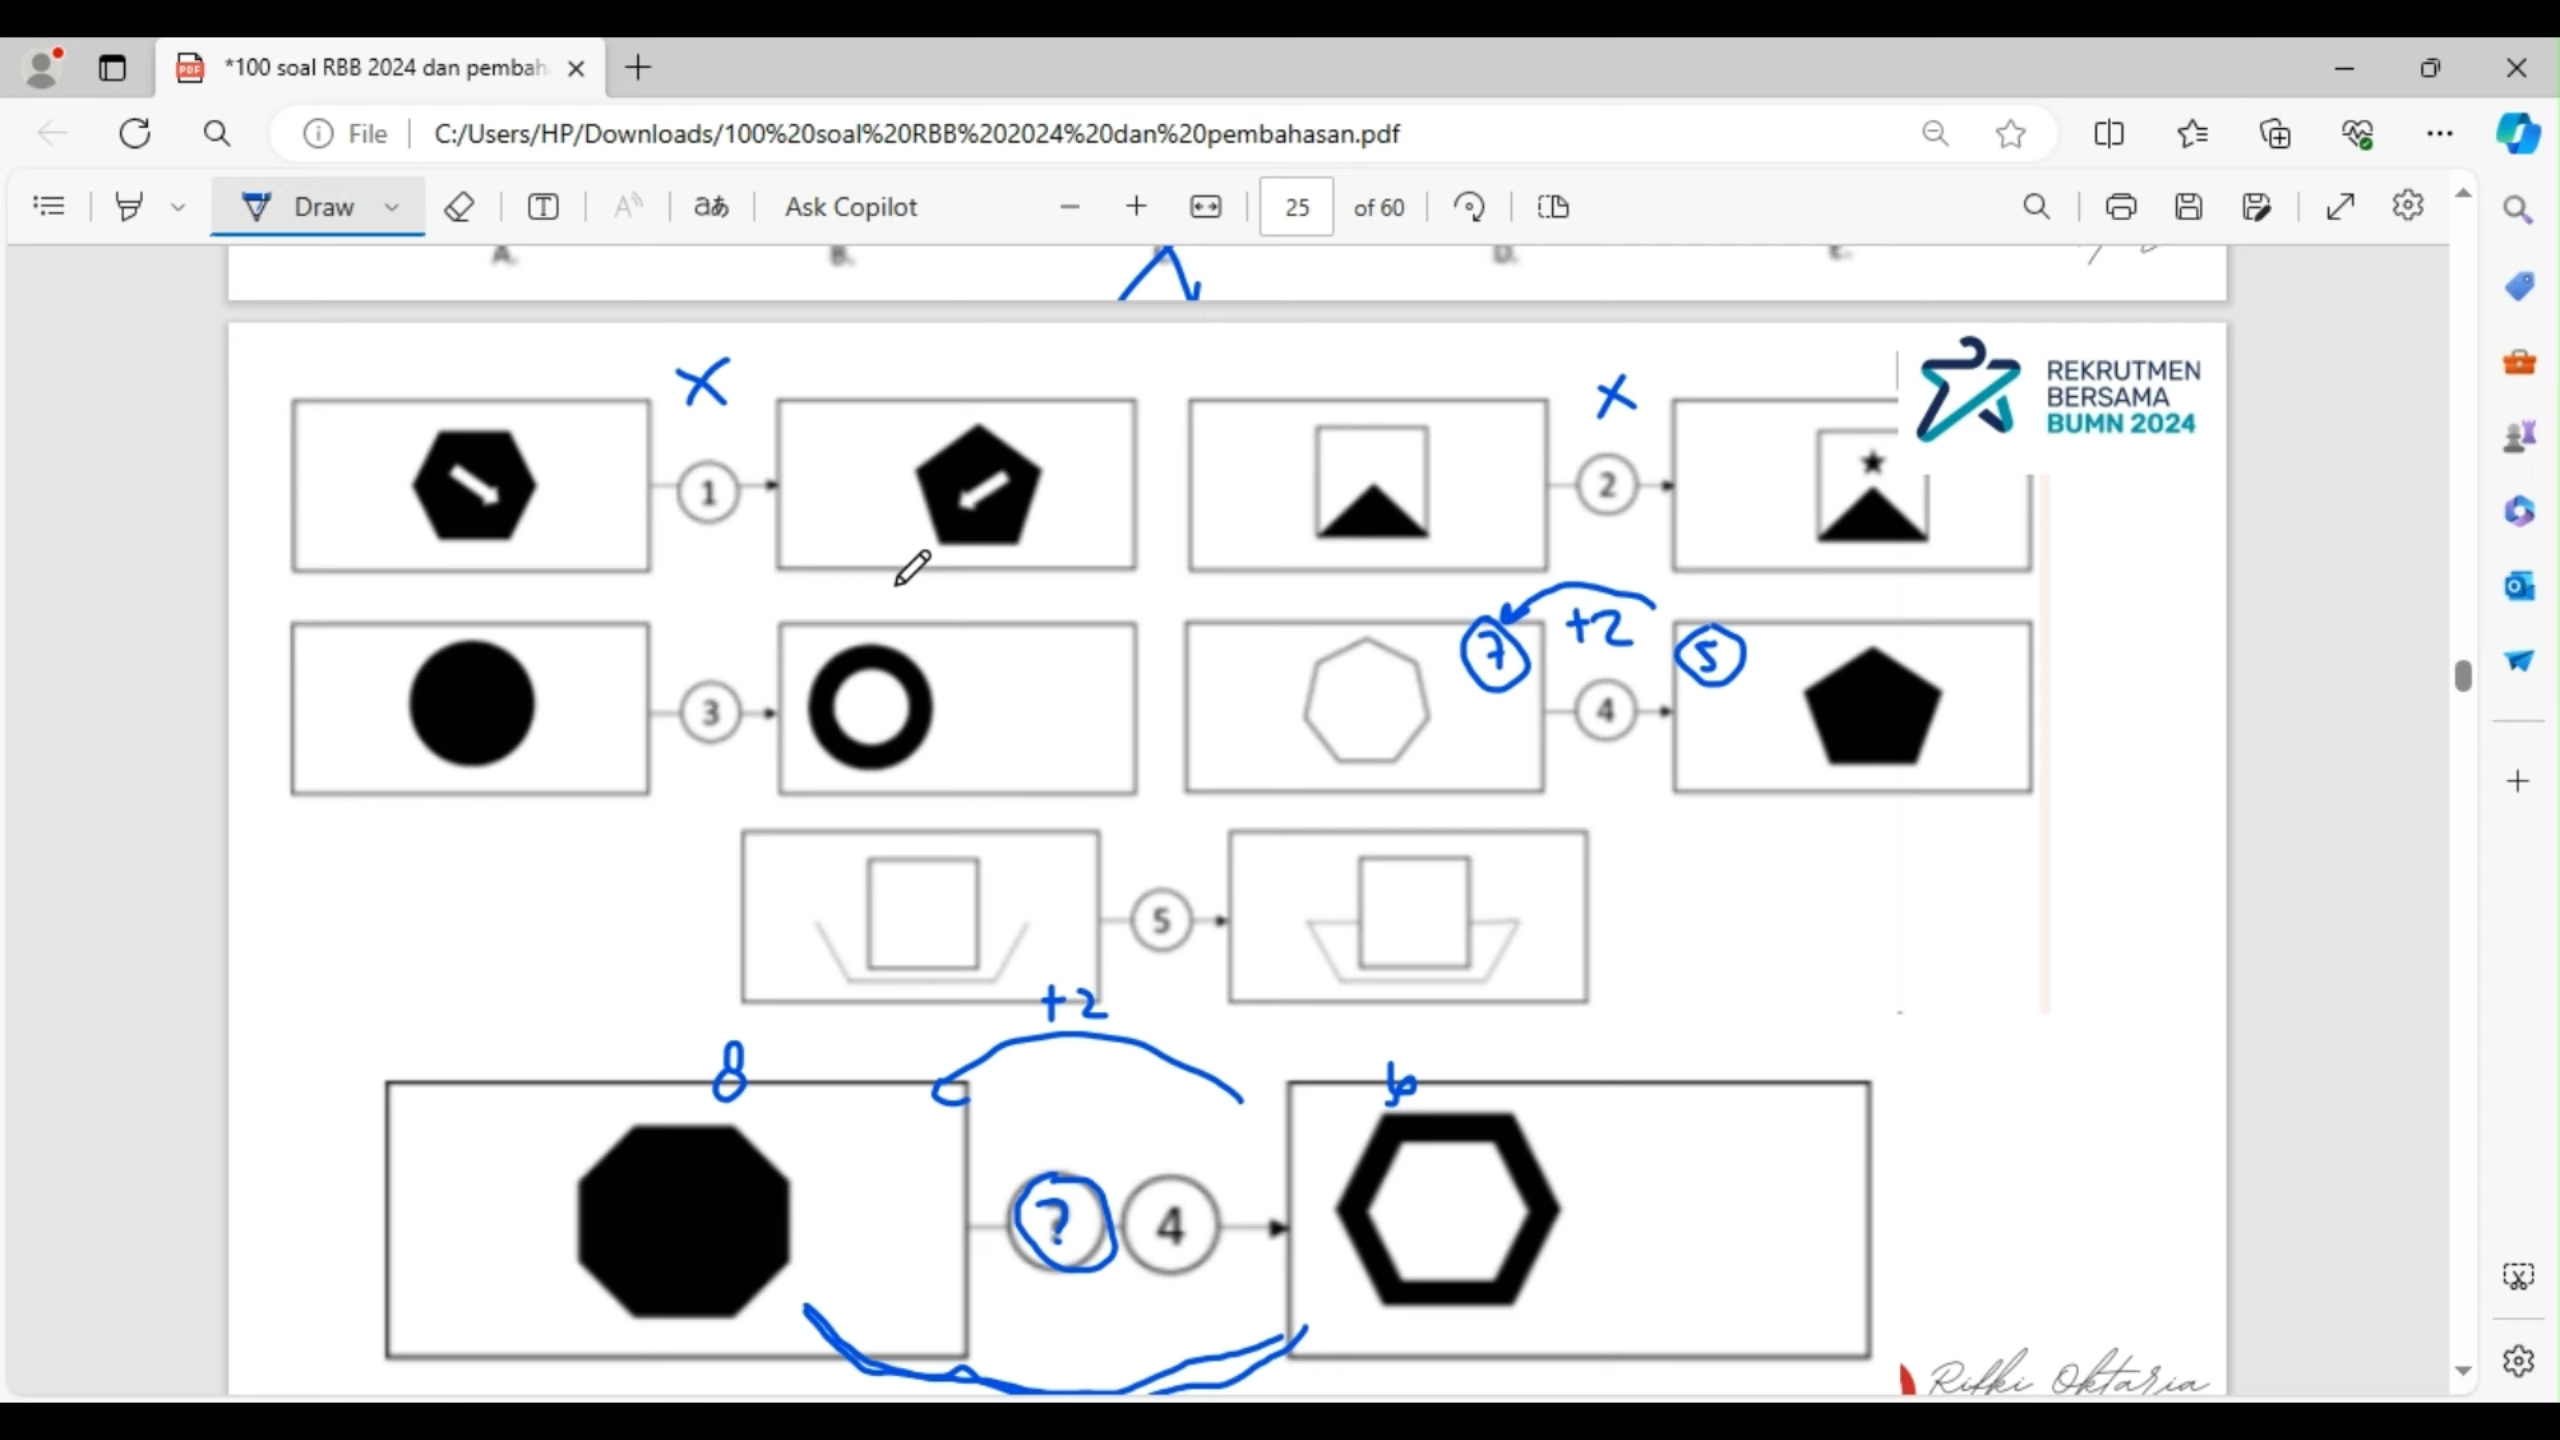 *100 soal RBB 2024 dan pembah
File
C:/Users/HP/Downloads/100%20soal%20RBB%202024%20dan%20pembahasan.pdf
Draw
T
A
aあ
Ask Copilot
25
of 60
A.
B.
D.
E.
REKRUTMEN
BERSAMA
BUMN 2024
X
X
1
2
7
+2
5
3
4
5
+2
8
6
?
4
Rifki Oktaria